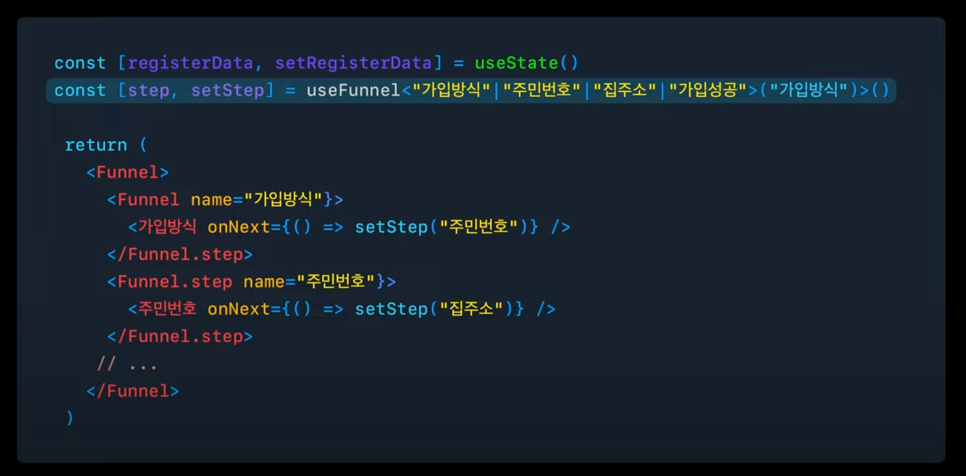 const [registerData, setRegisterData] = useState()
const [step, setStep] = useFunnel<"가입방식"|"주민번호"|"집주소"|"가입성공">("가입방식")>()
return (
<Funnel>
<Funnel name="가입방식"}>
<가입방식 onNext={() => setStep("주민번호")} />
</Funnel.step>
<Funnel.step name="주민번호"}>
<주민번호 onNext={() => setStep("집주소")} />
</Funnel.step>
// ...
</Funnel>
)